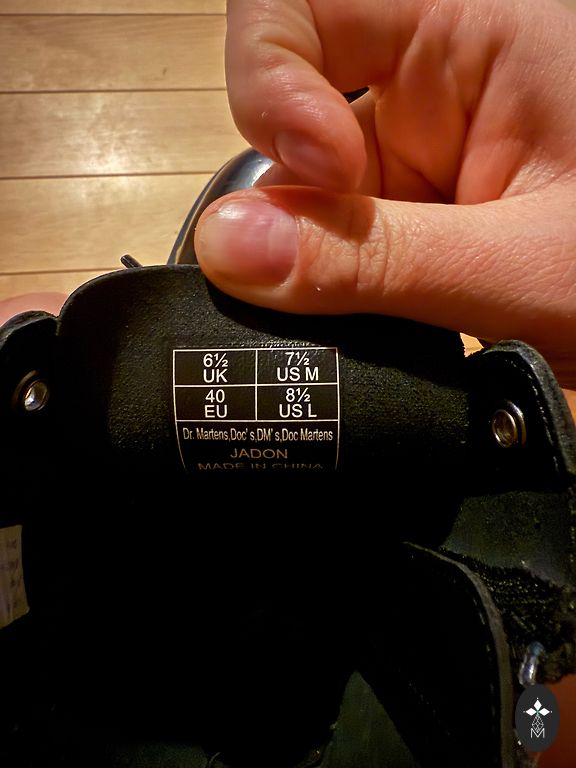 6½ UK
7½ US M
40 EU
8½ US L
Dr. Martens,Doc's,DM's,Doc Martens
JADON
MADE IN CHINA
M